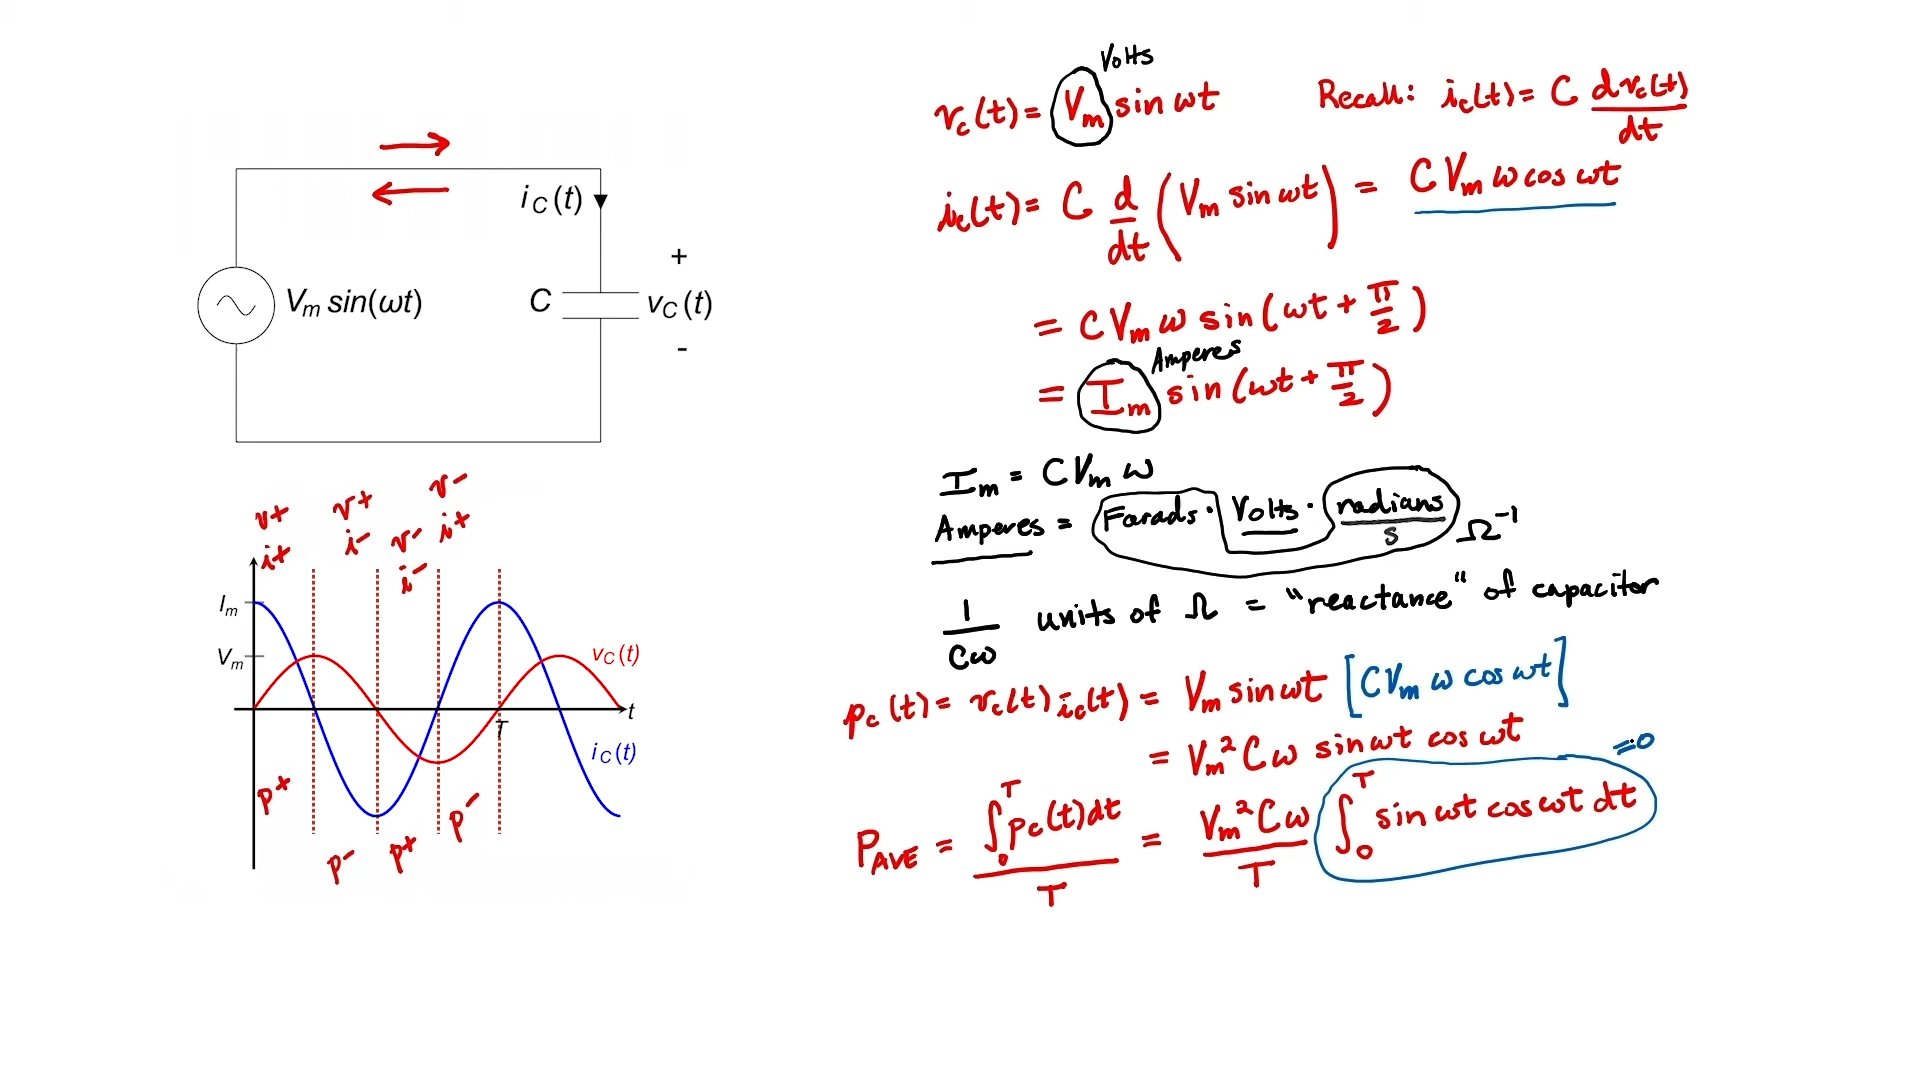 i_C(t)
+
V_m sin(ωt)
C
v_C(t)
-
v+ v+ v- v-
i+ i- i- i+
I_m
V_m
v_C(t)
t
T
i_C(t)
p+ p- p+ p-
Volts
v_c(t) = V_m sin ωt Recall: i_c(t) = C dv_c(t)/dt
i_c(t) = C d/dt (V_m sin ωt) = C V_m ω cos ωt
= C V_m ω sin(ωt + π/2)
Amperes
= I_m sin(ωt + π/2)
I_m = C V_m ω
Amperes = Farads · Volts · radians/s Ω^-1
1/Cω units of Ω = "reactance" of capacitor
p_c(t) = v_c(t) i_c(t) = V_m sin ωt [C V_m ω cos ωt]
= V_m² Cω sin ωt cos ωt
=0
P_AVE = ∫_0^T p_c(t)dt / T = V_m² Cω / T ∫_0^T sin ωt cos ωt dt